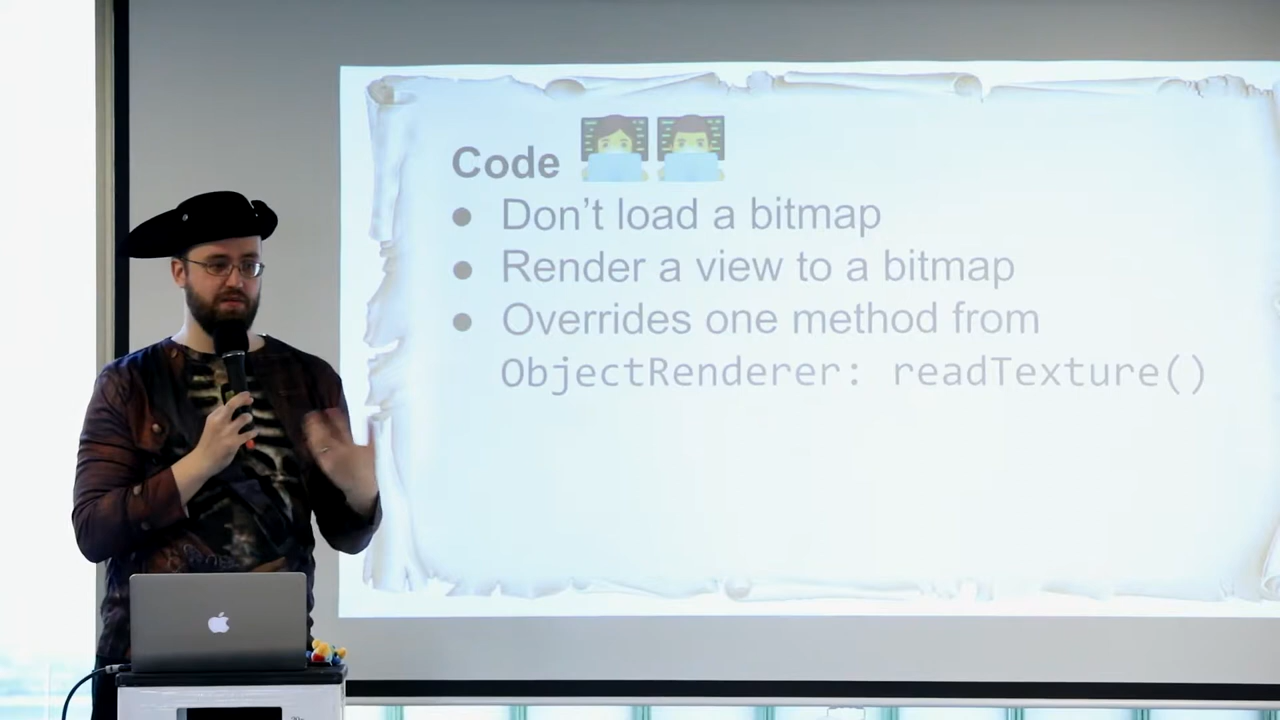 Code
● Don’t load a bitmap
● Render a view to a bitmap
● Overrides one method from
ObjectRenderer: readTexture()